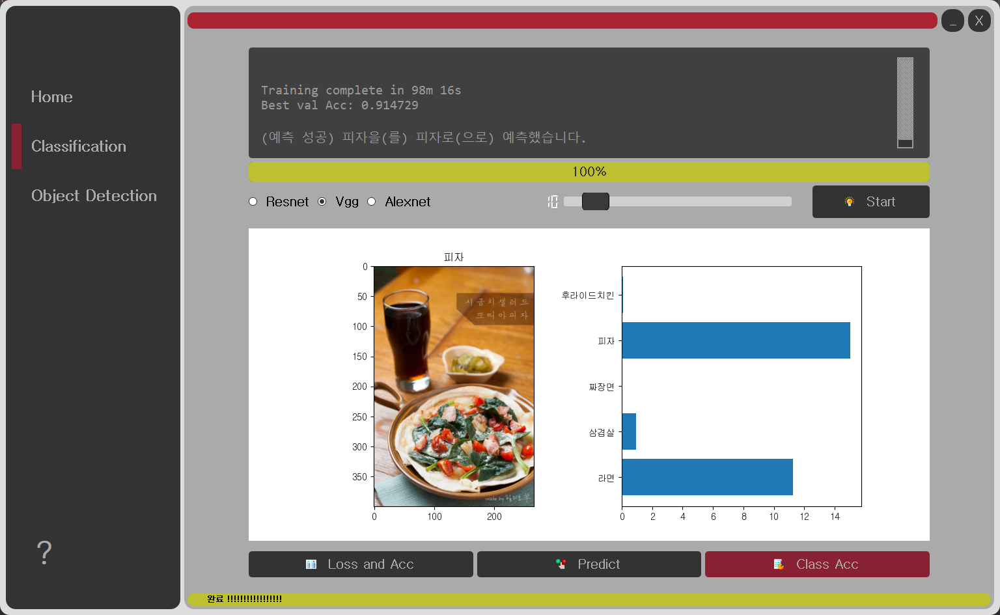 _ X
Home
Classification
Object Detection
?
Training complete in 98m 16s
Best val Acc: 0.914729
(예측 성공) 피자을(를) 피자로(으로) 예측했습니다.
100%
Resnet Vgg Alexnet
10
Start
피자
0
50
100
150
200
250
300
350
0 100 200
시금치샐러드
또띠아피자
made by
후라이드치킨
피자
짜장면
삼겹살
라면
0 2 4 6 8 10 12 14
Loss and Acc
Predict
Class Acc
완료 !!!!!!!!!!!!!!!!!